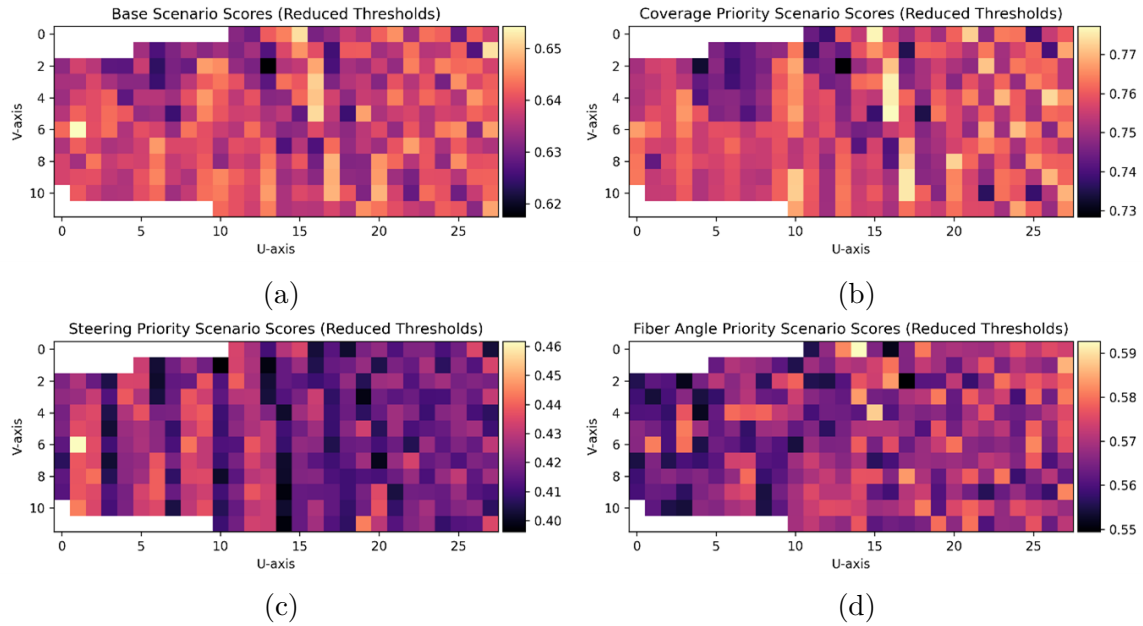 Base Scenario Scores (Reduced Thresholds)
0
2
4
6
8
10
V-axis
0 5 10 15 20 25
U-axis
0.65
0.64
0.63
0.62
(a)
Coverage Priority Scenario Scores (Reduced Thresholds)
0
2
4
6
8
10
V-axis
0 5 10 15 20 25
U-axis
0.77
0.76
0.75
0.74
0.73
(b)
Steering Priority Scenario Scores (Reduced Thresholds)
0
2
4
6
8
10
V-axis
0 5 10 15 20 25
U-axis
0.46
0.45
0.44
0.43
0.42
0.41
0.40
(c)
Fiber Angle Priority Scenario Scores (Reduced Thresholds)
0
2
4
6
8
10
V-axis
0 5 10 15 20 25
U-axis
0.59
0.58
0.57
0.56
0.55
(d)